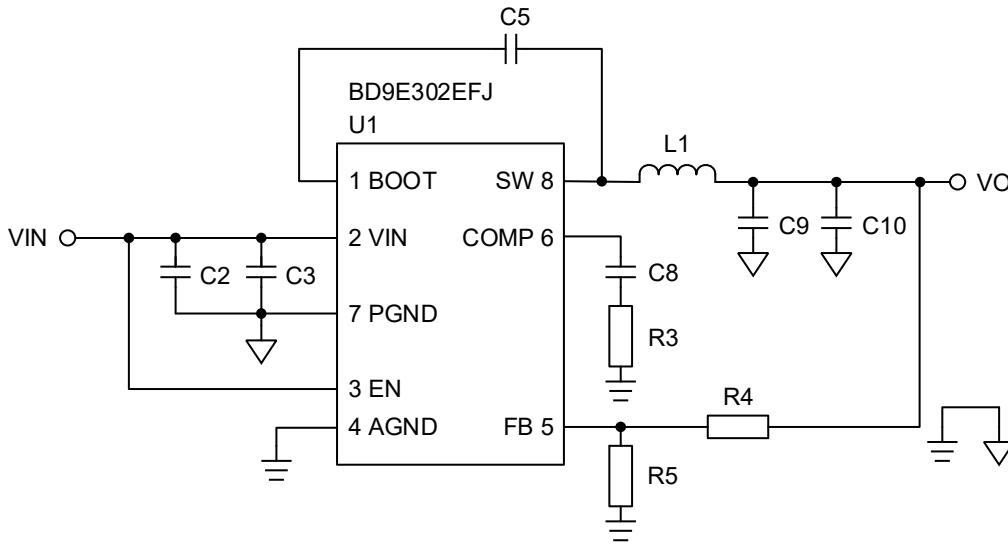 C5
BD9E302EFJ
U1
L1
1 BOOT
SW 8
VO
VIN
2 VIN
COMP 6
C9
C10
C2
C3
C8
7 PGND
R3
3 EN
R4
4 AGND
FB 5
R5